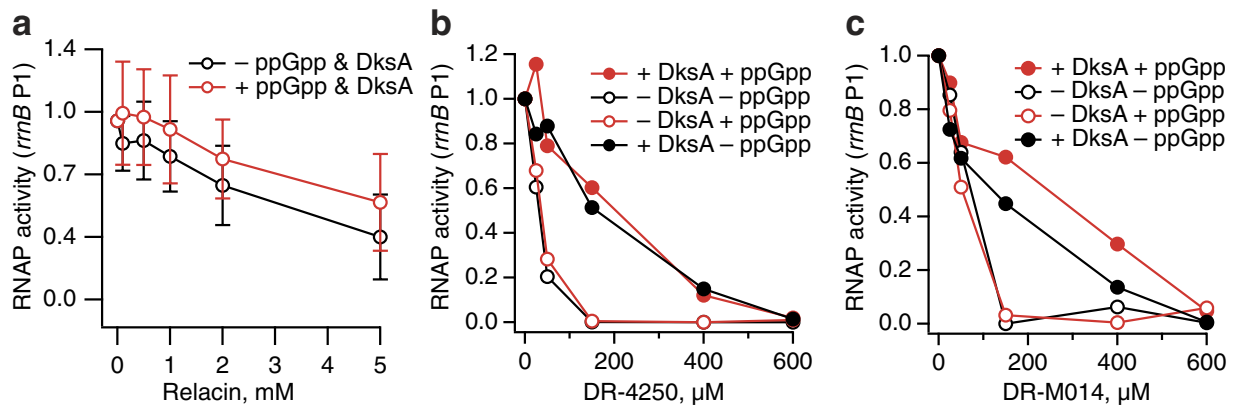 a
RNAP activity (rrnB P1)
1.4
1.0
0.7
0.4
0.0
– ppGpp & DksA
+ ppGpp & DksA
0 1 2 3 4 5
Relacin, mM
b
RNAP activity (rrnB P1)
1.2
1.0
0.8
0.6
0.4
0.2
0.0
+ DksA + ppGpp
– DksA – ppGpp
– DksA + ppGpp
+ DksA – ppGpp
0 200 400 600
DR-4250, µM
c
RNAP activity (rrnB P1)
1.0
0.8
0.6
0.4
0.2
0.0
+ DksA + ppGpp
– DksA – ppGpp
– DksA + ppGpp
+ DksA – ppGpp
0 200 400 600
DR-M014, µM